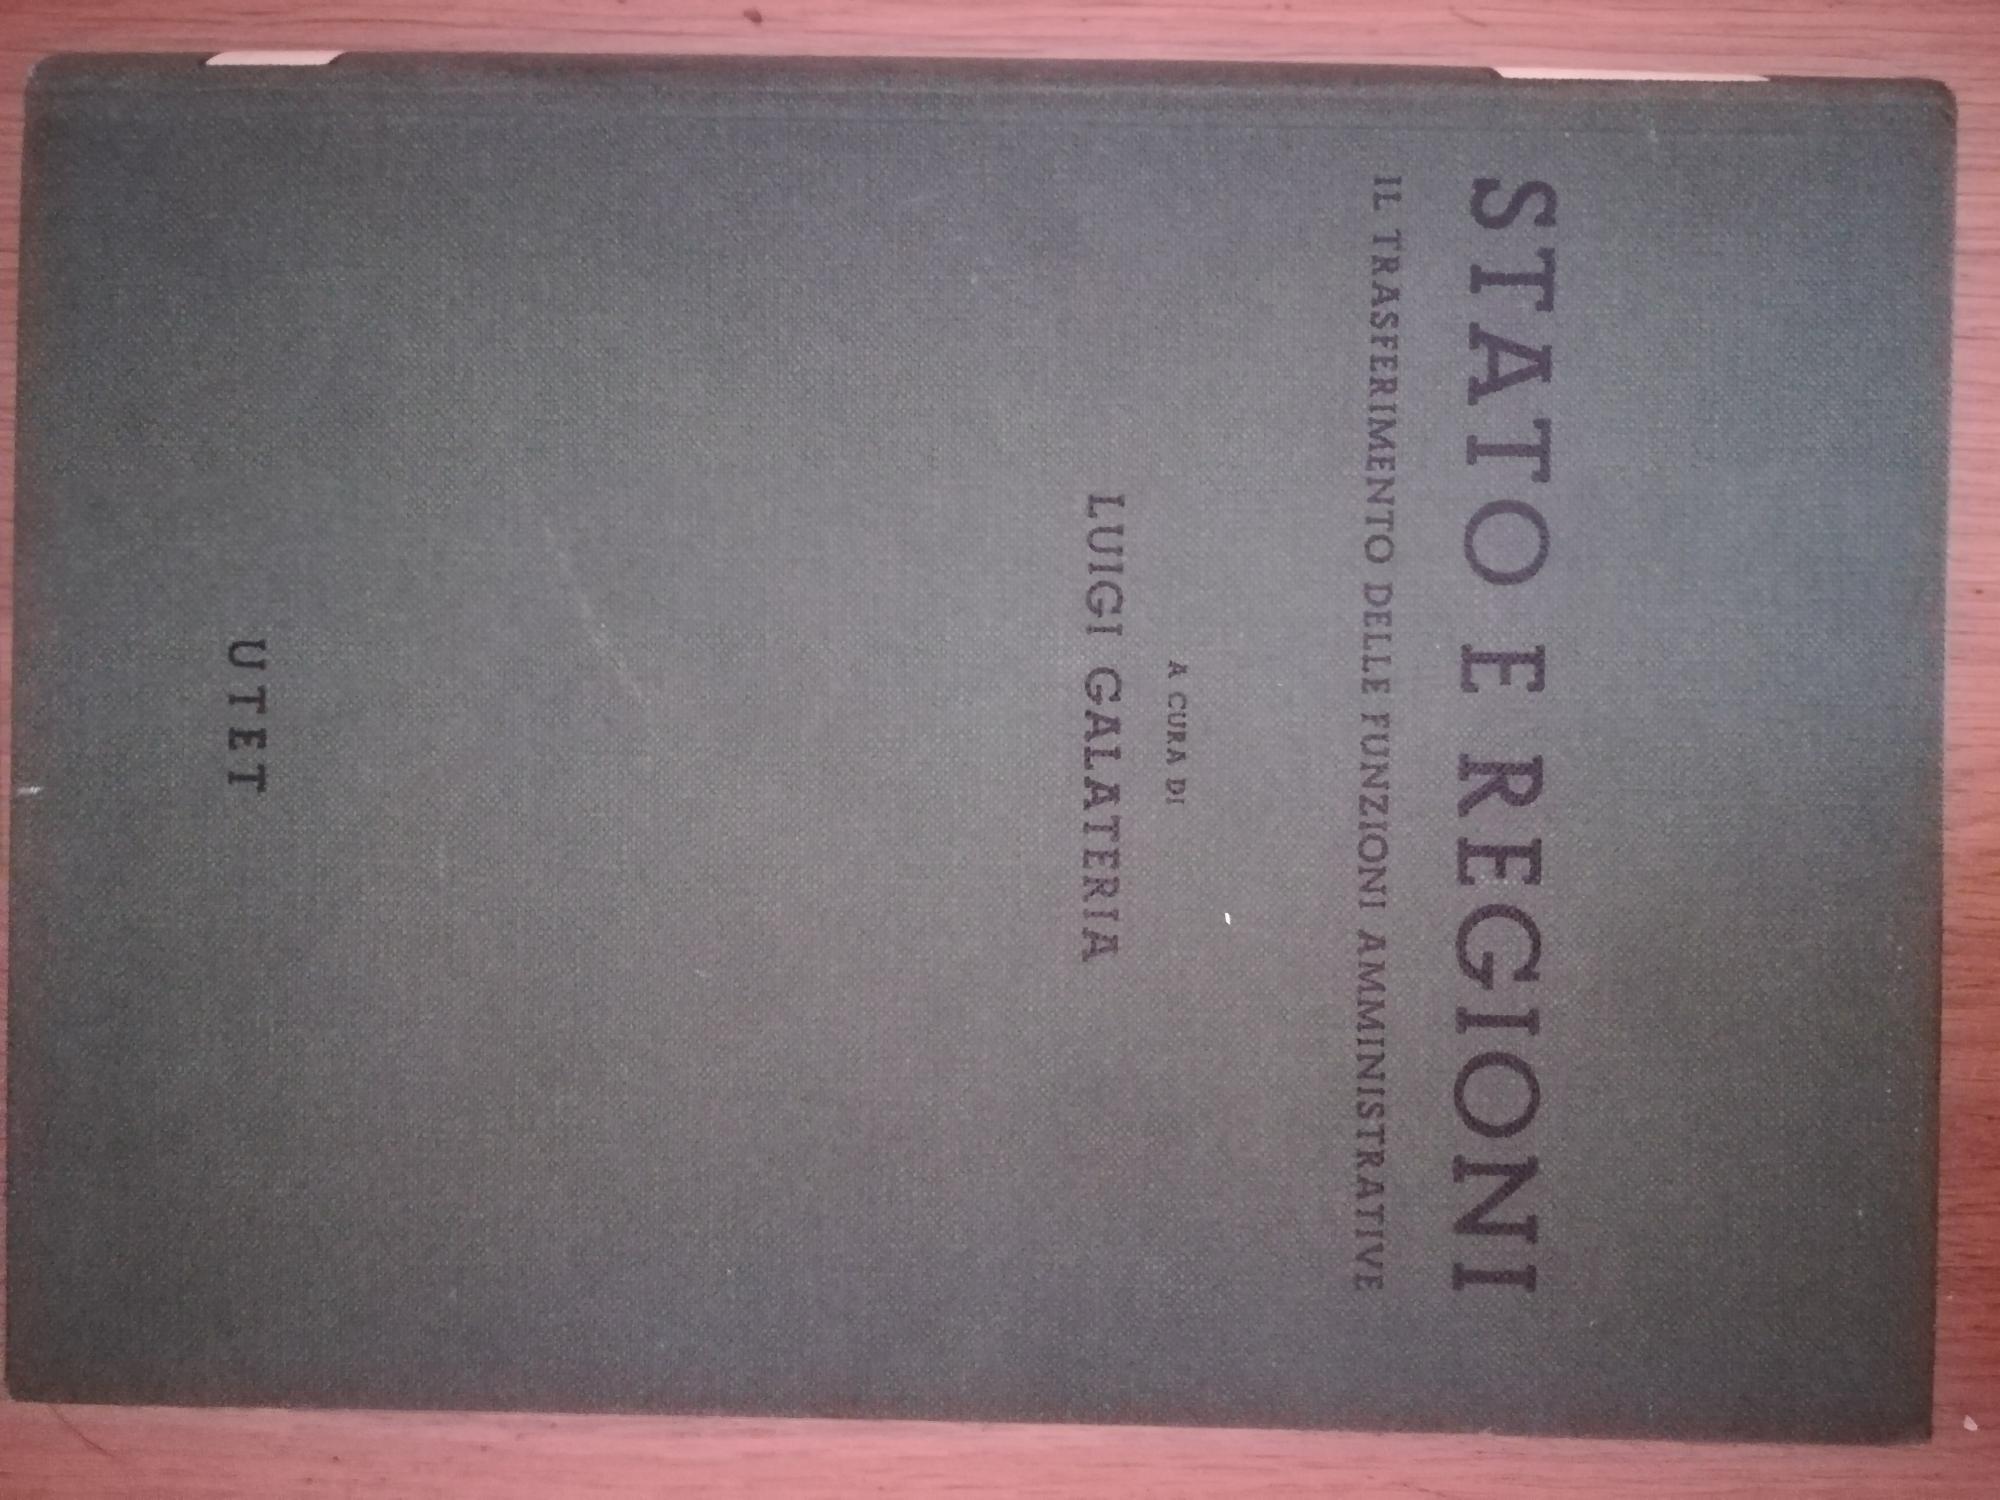 STATO E REGIONI
IL TRASFERIMENTO DELLE FUNZIONI AMMINISTRATIVE
A CURA DI
LUIGI GALATERIA
UTET